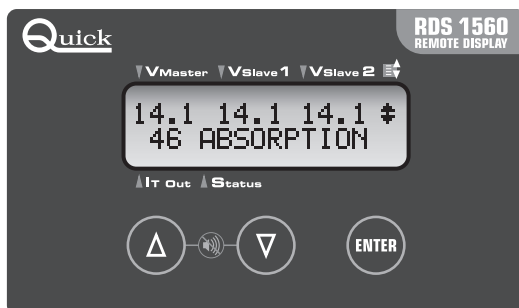 Quick
RDS 1560
REMOTE DISPLAY
VMaster VSlave 1 VSlave 2
14.1 14.1 14.1
46 ABSORPTION
IT Out Status
ENTER